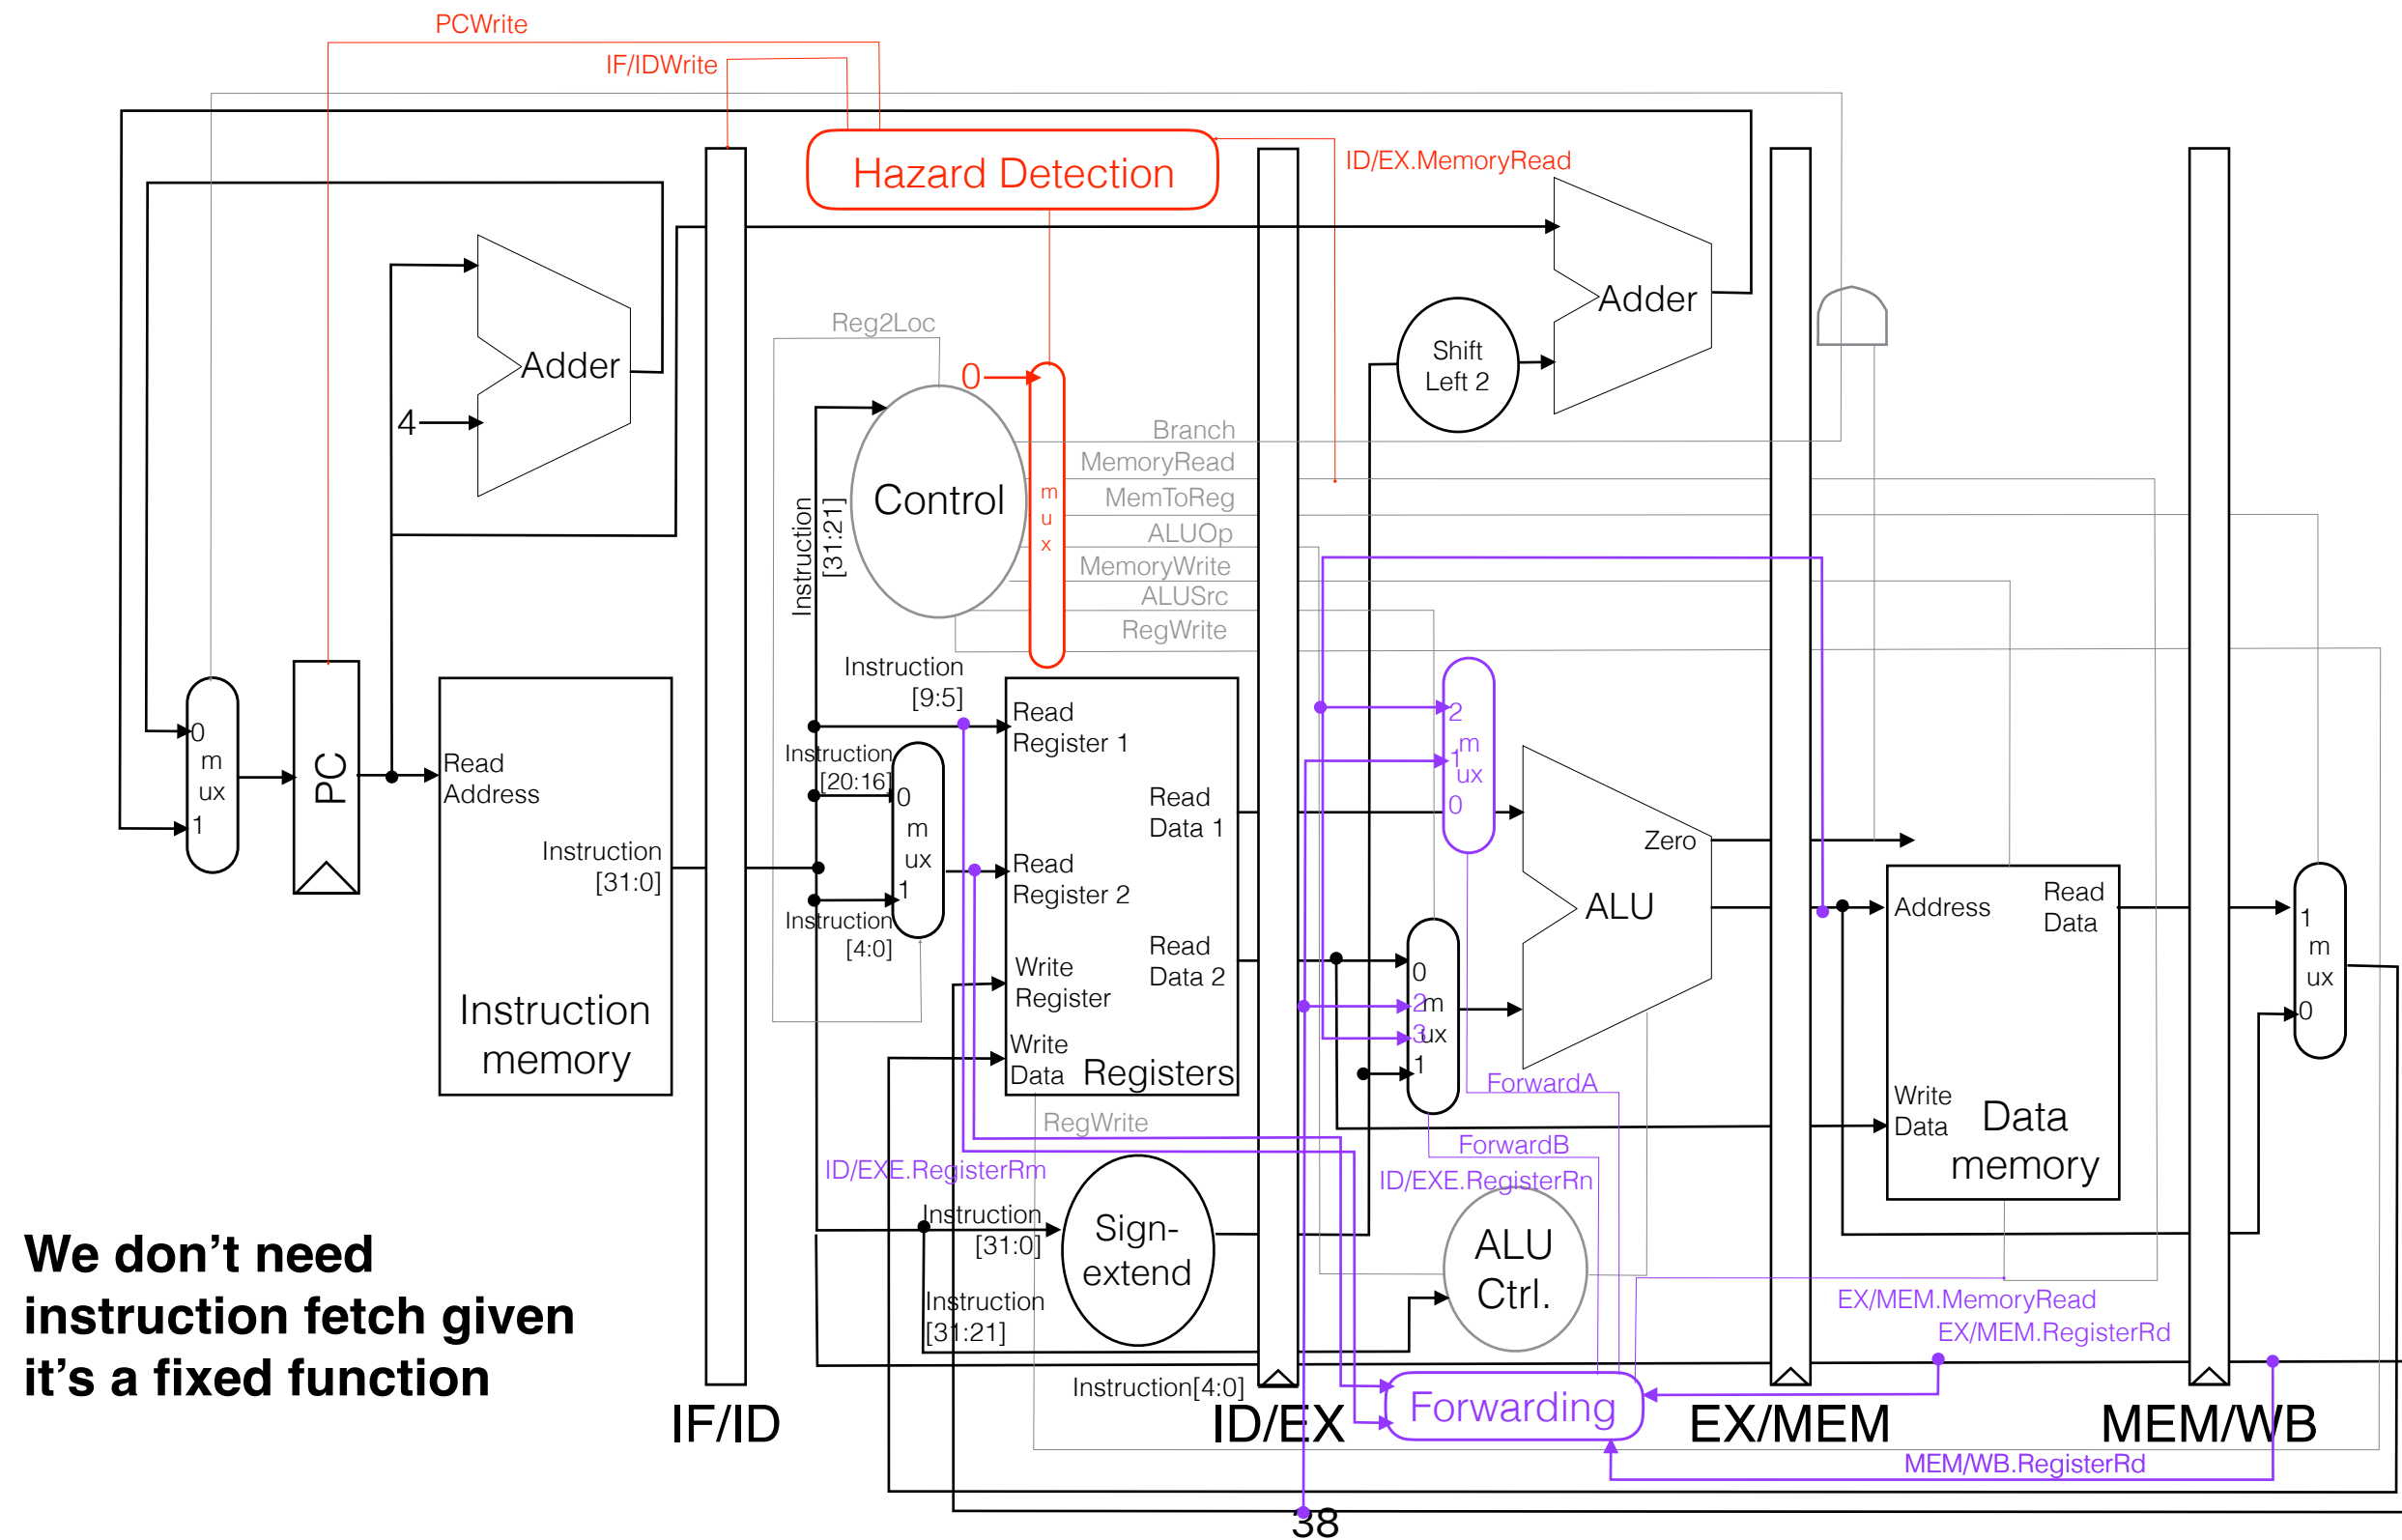 PCWrite
IF/IDWrite
Hazard Detection
ID/EX.MemoryRead
Adder
4
Reg2Loc
0
Control
m
u
x
Branch
MemoryRead
MemToReg
ALUOp
MemoryWrite
ALUSrc
RegWrite
Shift
Left 2
Adder
Instruction
[31:21]
0
m
ux
1
PC
Read
Address
Instruction
[31:0]
Instruction
memory
Instruction
[9:5]
Instruction
[20:16]
0
m
ux
1
Instruction
[4:0]
Read
Register 1
Read
Register 2
Write
Register
Write
Data
Read
Data 1
Read
Data 2
Registers
RegWrite
2
m
1
ux
0
0
2
m
3
ux
1
Zero
ALU
ForwardA
ForwardB
ID/EXE.RegisterRm
ID/EXE.RegisterRn
Address
Read
Data
Write
Data
Data
memory
1
m
ux
0
Instruction
[31:0]
Sign-
extend
Instruction
[31:21]
ALU
Ctrl.
EX/MEM.MemoryRead
EX/MEM.RegisterRd
Instruction[4:0]
Forwarding
MEM/WB.RegisterRd
We don't need
instruction fetch given
it's a fixed function
IF/ID
ID/EX
EX/MEM
MEM/WB
38